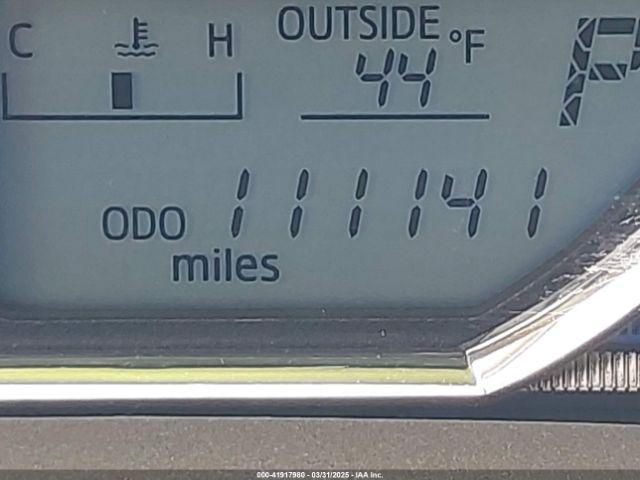 C H OUTSIDE °F P
44
ODO 111141
miles
000-41917980 - 03/31/2025 - IAA Inc.